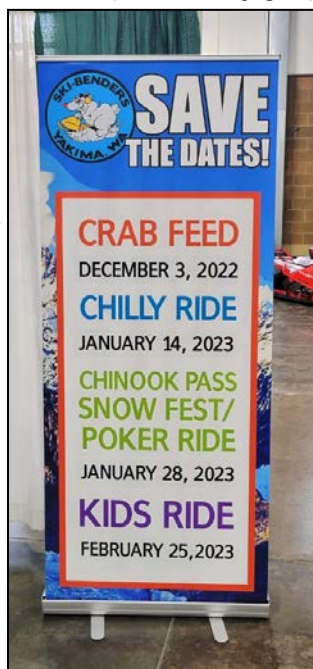 SKI-BENDERS
YAKIMA, WA
SAVE
THE DATES!
CRAB FEED
DECEMBER 3, 2022
CHILLY RIDE
JANUARY 14, 2023
CHINOOK PASS
SNOW FEST/
POKER RIDE
JANUARY 28, 2023
KIDS RIDE
FEBRUARY 25,2023